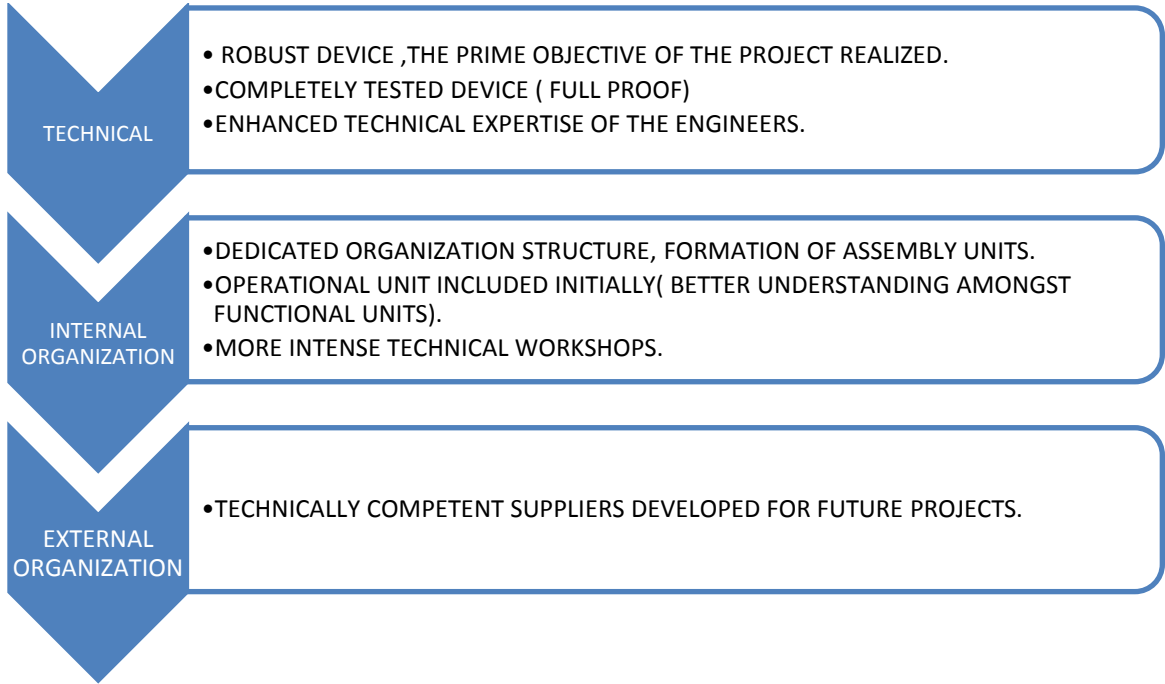 TECHNICAL
• ROBUST DEVICE ,THE PRIME OBJECTIVE OF THE PROJECT REALIZED.
•COMPLETELY TESTED DEVICE ( FULL PROOF)
•ENHANCED TECHNICAL EXPERTISE OF THE ENGINEERS.
INTERNAL
ORGANIZATION
•DEDICATED ORGANIZATION STRUCTURE, FORMATION OF ASSEMBLY UNITS.
•OPERATIONAL UNIT INCLUDED INITIALLY( BETTER UNDERSTANDING AMONGST
FUNCTIONAL UNITS).
•MORE INTENSE TECHNICAL WORKSHOPS.
EXTERNAL
ORGANIZATION
•TECHNICALLY COMPETENT SUPPLIERS DEVELOPED FOR FUTURE PROJECTS.